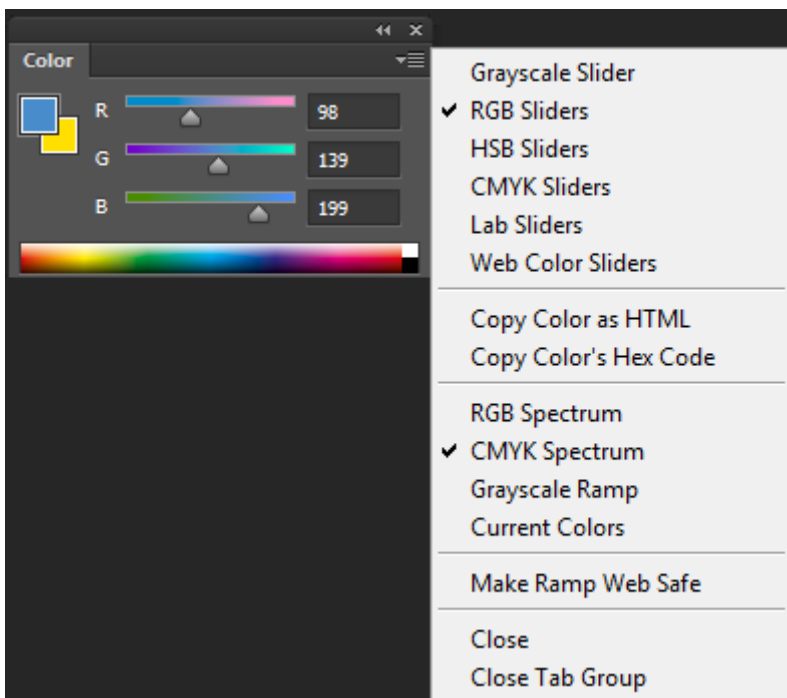 Color
R 98
G 139
B 199
Grayscale Slider
RGB Sliders
HSB Sliders
CMYK Sliders
Lab Sliders
Web Color Sliders
Copy Color as HTML
Copy Color's Hex Code
RGB Spectrum
CMYK Spectrum
Grayscale Ramp
Current Colors
Make Ramp Web Safe
Close
Close Tab Group